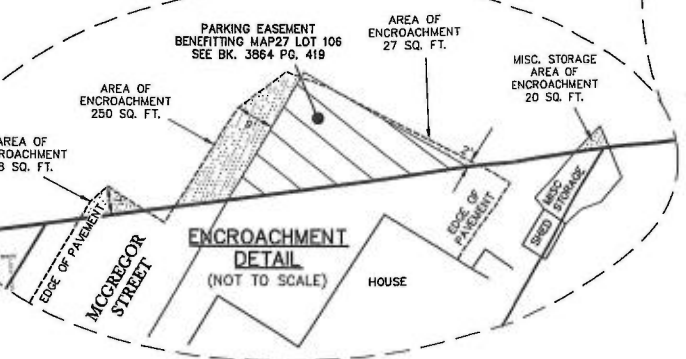 PARKING EASEMENT
BENEFITTING MAP27 LOT 106
SEE BK. 3864 PG. 419
AREA OF
ENCROACHMENT
27 SQ. FT.
MISC. STORAGE
AREA OF
ENCROACHMENT
20 SQ. FT.
AREA OF
ENCROACHMENT
250 SQ. FT.
AREA OF
ROACHMENT
SQ. FT.
EDGE OF PAVEMENT
MCGREGOR
STREET
ENCROACHMENT
DETAIL
(NOT TO SCALE)
HOUSE
EDGE OF
PAVEMENT
SHED
MISC
STORAGE